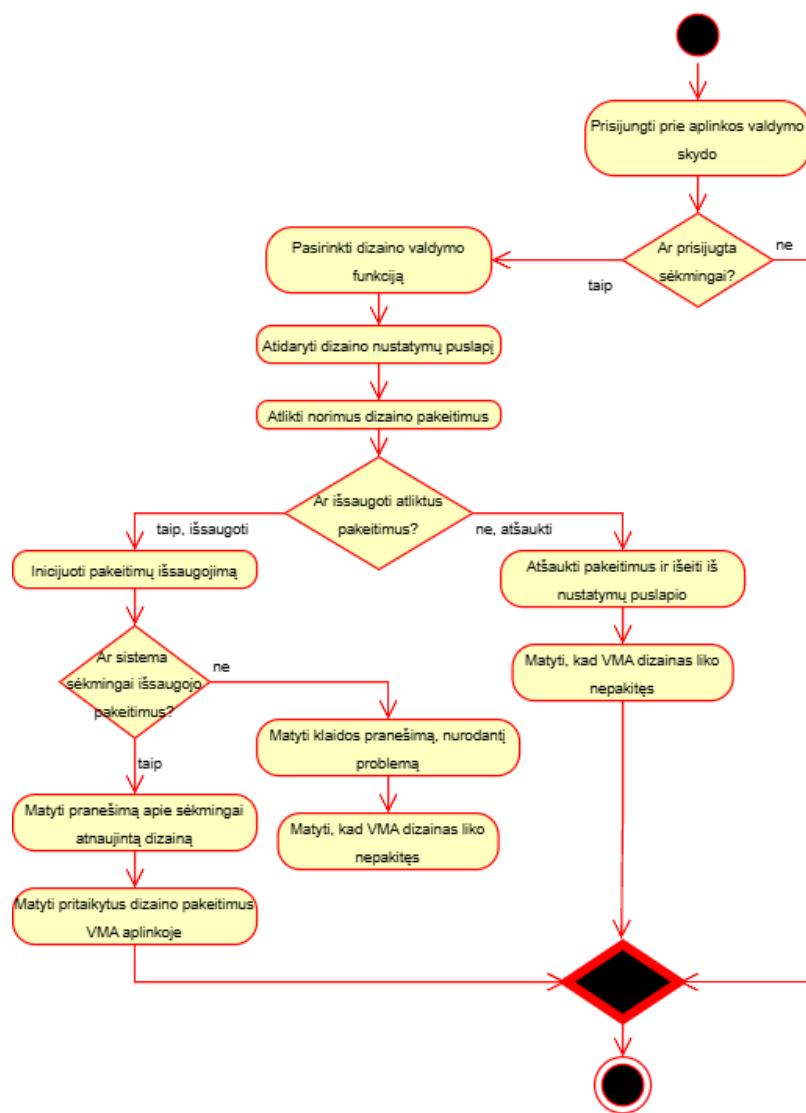 Prisijungti prie aplinkos valdymo
skydo
Ar prisijugta
sėkmingai?
ne
taip
Pasirinkti dizaino valdymo
funkciją
Atidaryti dizaino nustatymų puslapį
Atlikti norimus dizaino pakeitimus
Ar išsaugoti atliktus
pakeitimus?
taip, išsaugoti
ne, atšaukti
Inicijuoti pakeitimų išsaugojimą
Atšaukti pakeitimus ir išeiti iš
nustatymų puslapio
Ar sistema
sėkmingai išsaugojo
pakeitimus?
ne
taip
Matyti, kad VMA dizainas liko
nepakitęs
Matyti klaidos pranešimą, nurodantį
problemą
Matyti pranešimą apie sėkmingai
atnaujintą dizainą
Matyti, kad VMA dizainas liko
nepakitęs
Matyti pritaikytus dizaino pakeitimus
VMA aplinkoje